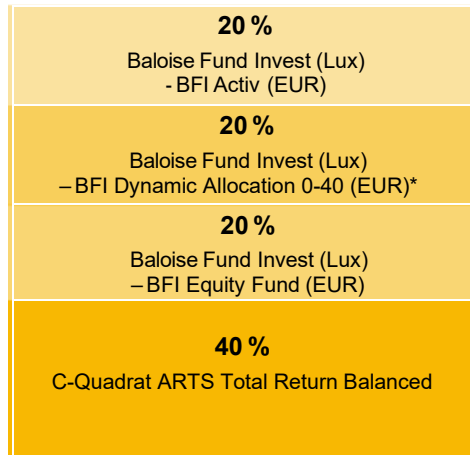 20 %
Baloise Fund Invest (Lux)
- BFI Activ (EUR)
20 %
Baloise Fund Invest (Lux)
– BFI Dynamic Allocation 0-40 (EUR)*
20 %
Baloise Fund Invest (Lux)
– BFI Equity Fund (EUR)
40 %
C-Quadrat ARTS Total Return Balanced